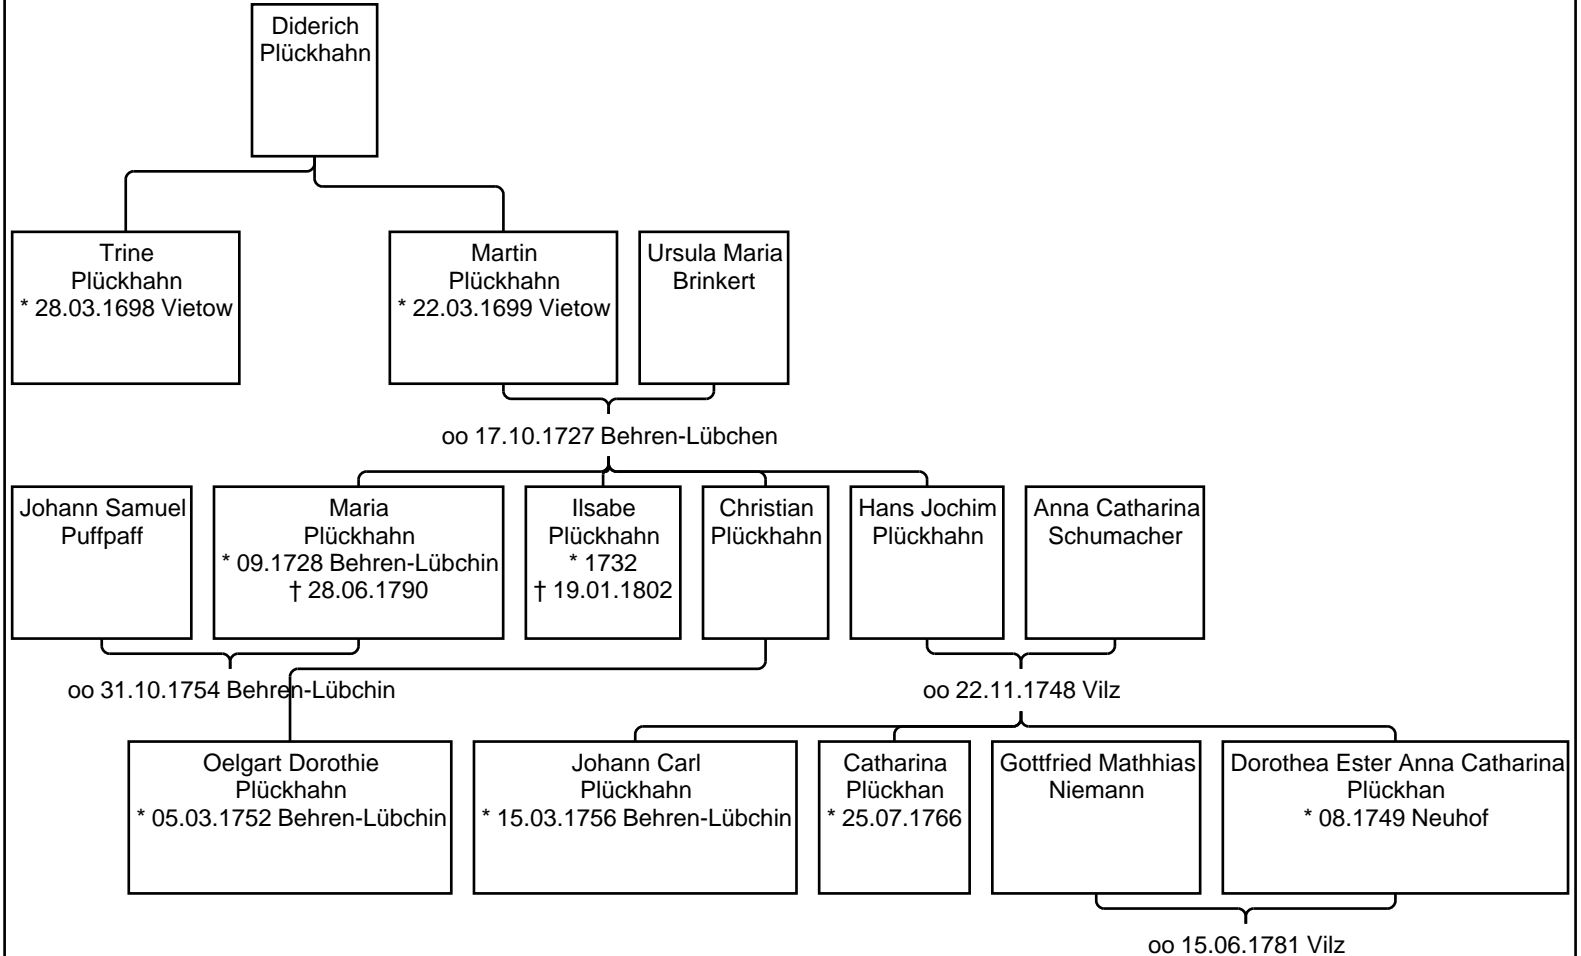 Diderich
Plückhahn
Trine
Plückhahn
* 28.03.1698 Vietow
Martin
Plückhahn
* 22.03.1699 Vietow
Ursula Maria
Brinkert
oo 17.10.1727 Behren-Lübchen
Johann Samuel
Puffpaff
Maria
Plückhahn
* 09.1728 Behren-Lübchin
† 28.06.1790
Ilsabe
Plückhahn
* 1732
† 19.01.1802
Christian
Plückhahn
Hans Jochim
Plückhahn
Anna Catharina
Schumacher
oo 31.10.1754 Behren-Lübchin
oo 22.11.1748 Vilz
Oelgart Dorothie
Plückhahn
* 05.03.1752 Behren-Lübchin
Johann Carl
Plückhahn
* 15.03.1756 Behren-Lübchin
Catharina
Plückhan
* 25.07.1766
Gottfried Mathhias
Niemann
Dorothea Ester Anna Catharina
Plückhan
* 08.1749 Neuhof
oo 15.06.1781 Vilz